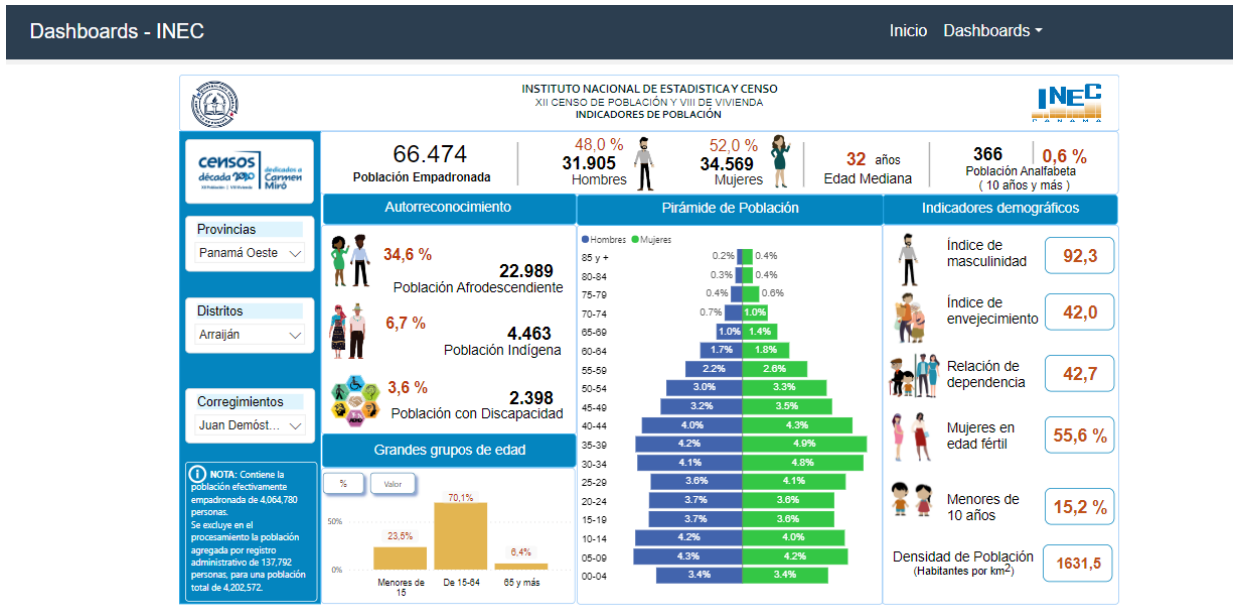 Dashboards - INEC
Inicio Dashboards
INSTITUTO NACIONAL DE ESTADISTICA Y CENSO
XII CENSO DE POBLACIÓN Y VIII DE VIVIENDA
INDICADORES DE POBLACIÓN
INEC
PANAMÁ
censos
década 2020
dedicados a
Carmen
Miró
XII Población | VIII Vivienda
Provincias
Panamá Oeste
Distritos
Arraiján
Corregimientos
Juan Demóst...
NOTA: Contiene la
población efectivamente
empadronada de 4,064,780
personas.
Se excluye en el
procesamiento la población
agregada por registro
administrativo de 137,792
personas, para una población
total de 4,202,572.
66.474
Población Empadronada
48,0 %
31.905
Hombres
52,0 %
34.569
Mujeres
32 años
Edad Mediana
366 0,6 %
Población Analfabeta
( 10 años y más )
Autorreconocimiento
34,6 %
22.989
Población Afrodescendiente
6,7 %
4.463
Población Indígena
3,6 %
2.398
Población con Discapacidad
Grandes grupos de edad
% Valor
50%
0%
23,5%
70,1%
6,4%
Menores de
15
De 15-64
65 y más
Pirámide de Población
Hombres Mujeres
85 y + 0.2% 0.4%
80-84 0.3% 0.4%
75-79 0.4% 0.6%
70-74 0.7% 1.0%
65-69 1.0% 1.4%
60-64 1.7% 1.8%
55-59 2.2% 2.6%
50-54 3.0% 3.3%
45-49 3.2% 3.5%
40-44 4.0% 4.3%
35-39 4.2% 4.9%
30-34 4.1% 4.8%
25-29 3.6% 4.1%
20-24 3.7% 3.6%
15-19 3.7% 3.6%
10-14 4.2% 4.0%
05-09 4.3% 4.2%
00-04 3.4% 3.4%
Indicadores demográficos
Índice de
masculinidad
92,3
Índice de
envejecimiento
42,0
Relación de
dependencia
42,7
Mujeres en
edad fértil
55,6 %
Menores de
10 años
15,2 %
Densidad de Población
(Habitantes por km2)
1631,5